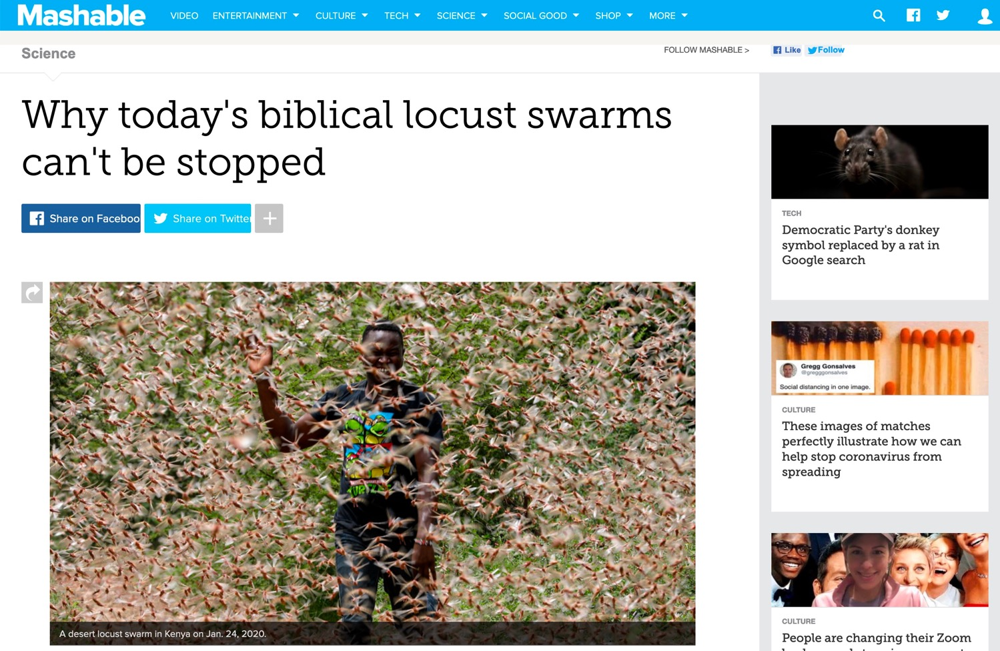 Mashable
VIDEO ENTERTAINMENT CULTURE TECH SCIENCE SOCIAL GOOD SHOP MORE
Science
FOLLOW MASHABLE >
Like
Follow
Why today's biblical locust swarms
can't be stopped
Share on Faceboo
Share on Twitter
+
TURTLES
A desert locust swarm in Kenya on Jan. 24, 2020.
TECH
Democratic Party's donkey
symbol replaced by a rat in
Google search
Gregg Gonsalves
@gregggonsalves
Social distancing in one image.
CULTURE
These images of matches
perfectly illustrate how we can
help stop coronavirus from
spreading
CULTURE
People are changing their Zoom